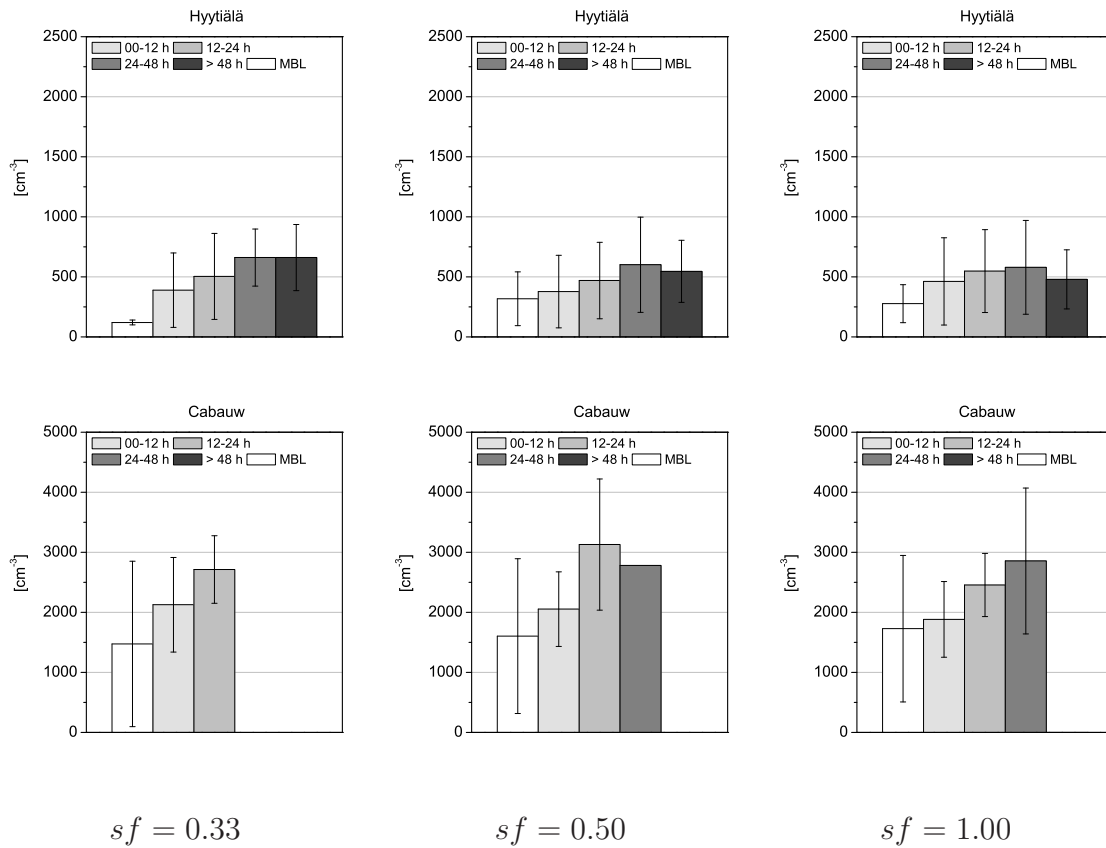 Hyytiälä
2500
2000
1500
1000
500
0
[cm-3]
00-12 h 12-24 h
24-48 h > 48 h MBL
Hyytiälä
2500
2000
1500
1000
500
0
[cm-3]
00-12 h 12-24 h
24-48 h > 48 h MBL
Hyytiälä
2500
2000
1500
1000
500
0
[cm-3]
00-12 h 12-24 h
24-48 h > 48 h MBL
Cabauw
5000
4000
3000
2000
1000
0
[cm-3]
00-12 h 12-24 h
24-48 h > 48 h MBL
Cabauw
5000
4000
3000
2000
1000
0
[cm-3]
00-12 h 12-24 h
24-48 h > 48 h MBL
Cabauw
5000
4000
3000
2000
1000
0
[cm-3]
00-12 h 12-24 h
24-48 h > 48 h MBL
sf = 0.33
sf = 0.50
sf = 1.00